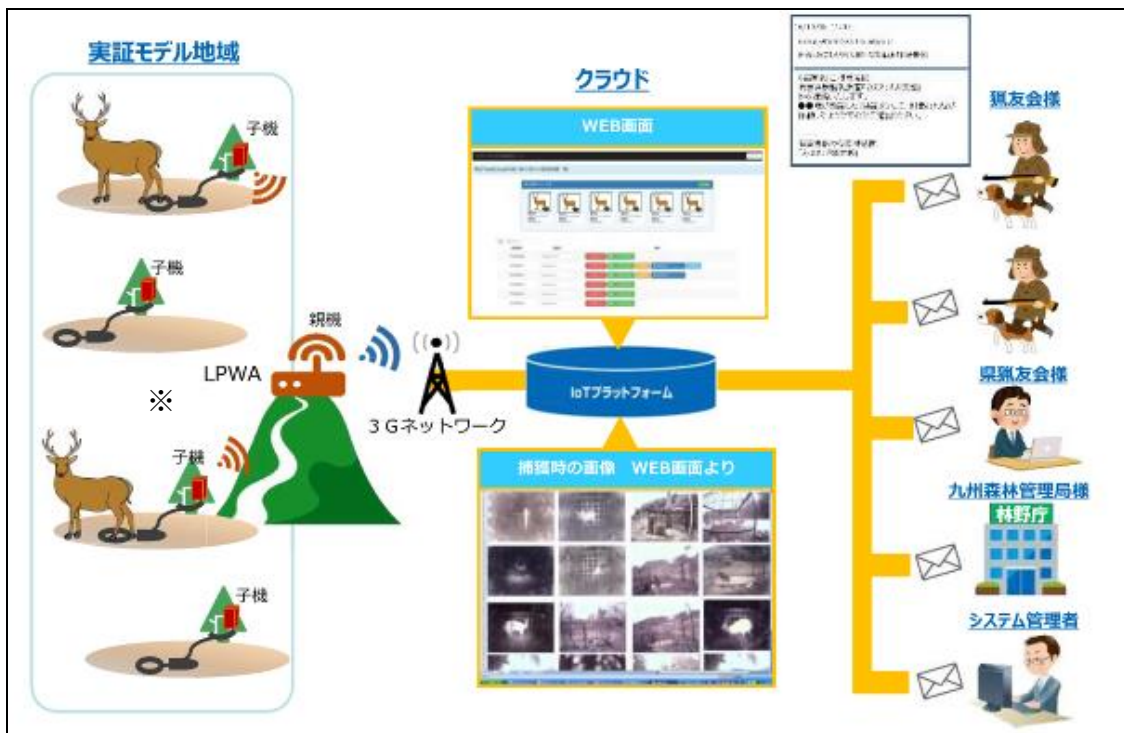 実証モデル地域
子機
子機
※
子機
子機
親機
LPWA
3Gネットワーク
クラウド
WEB画面
IoTプラットフォーム
捕獲時の画像 WEB画面より
猟友会様
県猟友会様
九州森林管理局様
林野庁
システム管理者